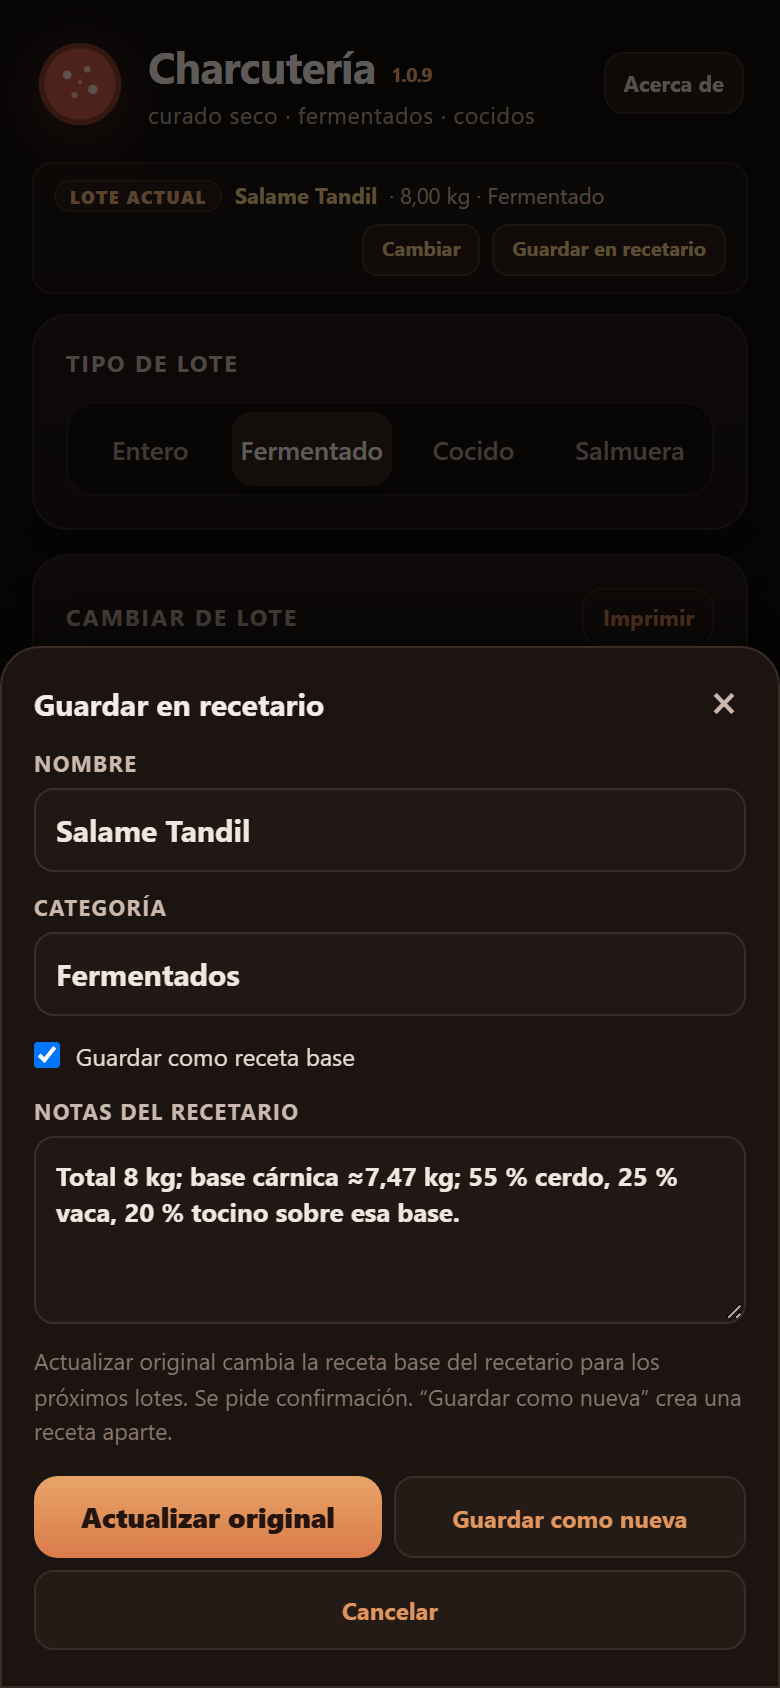 Charcutería 1.0.9
curado seco · fermentados · cocidos
Acerca de
LOTE ACTUAL Salame Tandil · 8,00 kg · Fermentado
Cambiar Guardar en recetario
TIPO DE LOTE
Entero Fermentado Cocido Salmuera
CAMBIAR DE LOTE Imprimir
Guardar en recetario ✕
NOMBRE
Salame Tandil
CATEGORÍA
Fermentados
Guardar como receta base
NOTAS DEL RECETARIO
Total 8 kg; base cárnica ≈7,47 kg; 55 % cerdo, 25 %
vaca, 20 % tocino sobre esa base.
Actualizar original cambia la receta base del recetario para los
próximos lotes. Se pide confirmación. “Guardar como nueva” crea una
receta aparte.
Actualizar original Guardar como nueva
Cancelar